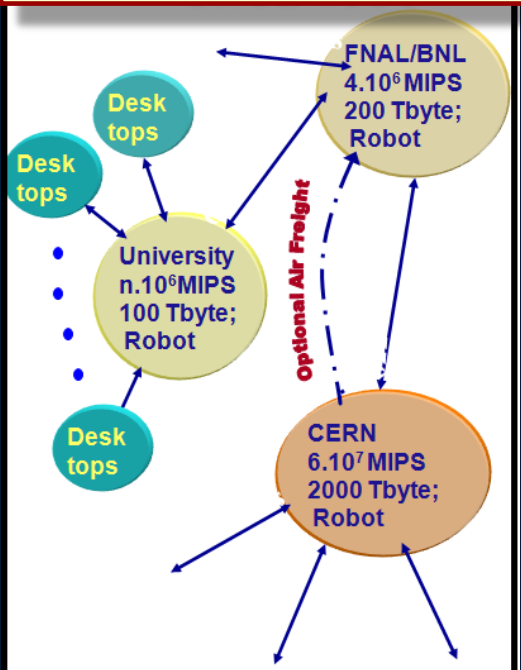 FNAL/BNL
4.10⁶ MIPS
200 Tbyte;
Robot
Desk
tops
Desk
tops
University
n.10⁶MIPS
100 Tbyte;
Robot
Optional Air Freight
Desk
tops
CERN
6.10⁷ MIPS
2000 Tbyte;
Robot